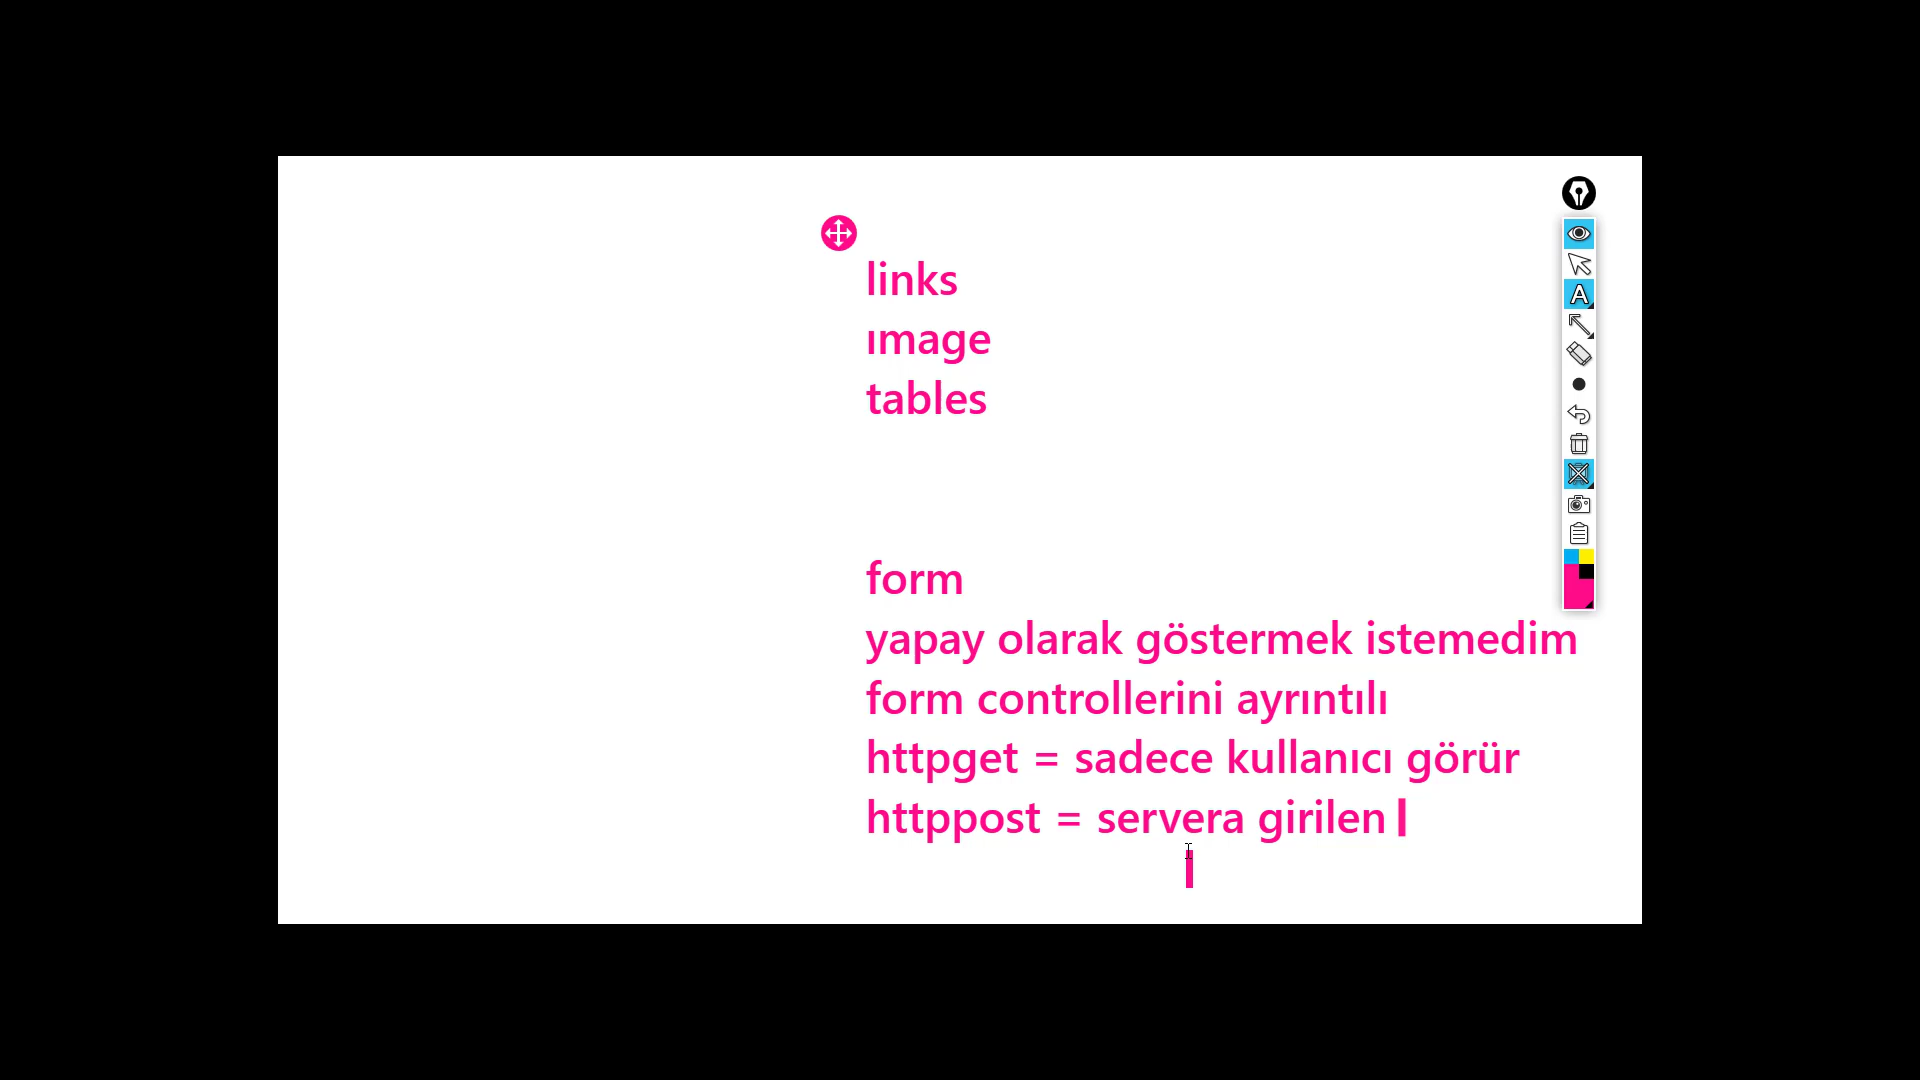 links
ımage
tables
form
yapay olarak göstermek istemedim
form controllerini ayrıntılı
httpget = sadece kullanıcı görür
httppost = servera girilen